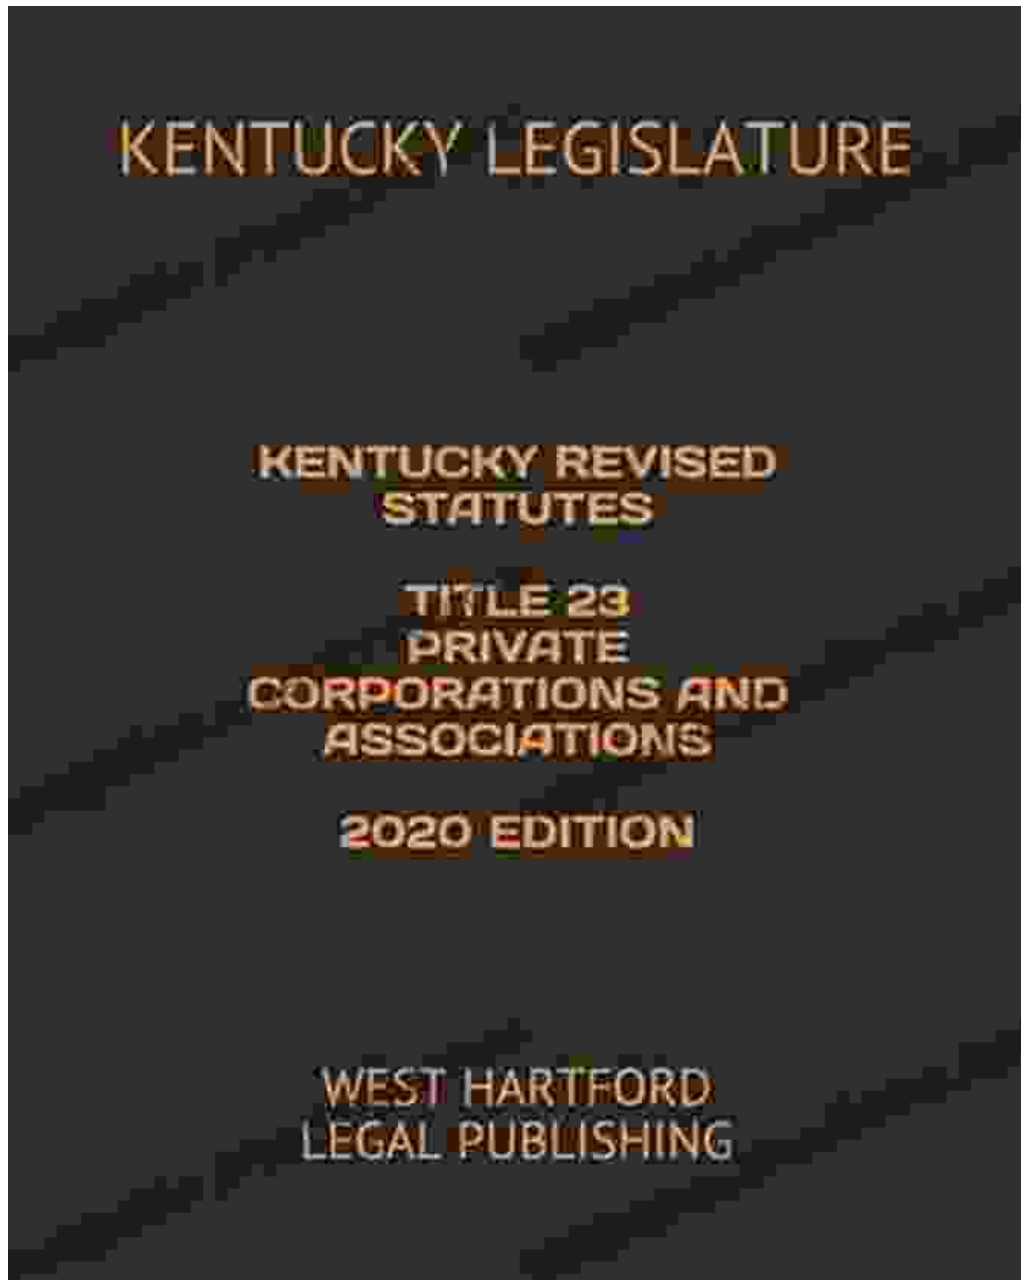 KENTUCKY LEGISLATURE
KENTUCKY REVISED
STATUTES
TITLE 23
PRIVATE
CORPORATIONS AND
ASSOCIATIONS
2020 EDITION
WEST HARTFORD
LEGAL PUBLISHING